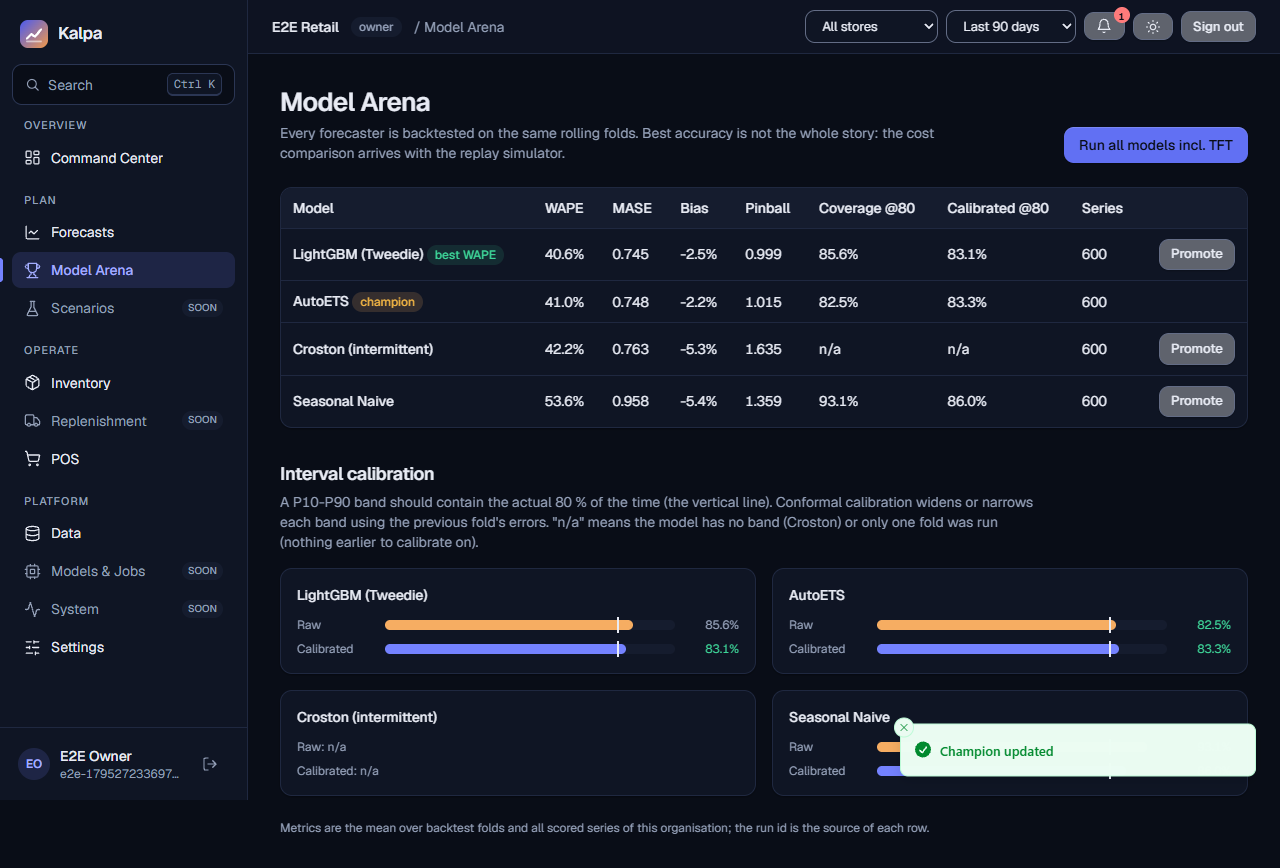 Kalpa
E2E Retail owner / Model Arena
All stores
Last 90 days
1
Sign out
Search Ctrl K
OVERVIEW
Command Center
PLAN
Forecasts
Model Arena
Scenarios SOON
OPERATE
Inventory
Replenishment SOON
POS
PLATFORM
Data
Models & Jobs SOON
System SOON
Settings
EO
E2E Owner
e2e-179527233697...
Model Arena
Every forecaster is backtested on the same rolling folds. Best accuracy is not the whole story: the cost
comparison arrives with the replay simulator.
Run all models incl. TFT
Model WAPE MASE Bias Pinball Coverage @80 Calibrated @80 Series
LightGBM (Tweedie) best WAPE 40.6% 0.745 -2.5% 0.999 85.6% 83.1% 600 Promote
AutoETS champion 41.0% 0.748 -2.2% 1.015 82.5% 83.3% 600
Croston (intermittent) 42.2% 0.763 -5.3% 1.635 n/a n/a 600 Promote
Seasonal Naive 53.6% 0.958 -5.4% 1.359 93.1% 86.0% 600 Promote
Interval calibration
A P10-P90 band should contain the actual 80 % of the time (the vertical line). Conformal calibration widens or narrows
each band using the previous fold's errors. "n/a" means the model has no band (Croston) or only one fold was run
(nothing earlier to calibrate on).
LightGBM (Tweedie)
Raw 85.6%
Calibrated 83.1%
AutoETS
Raw 82.5%
Calibrated 83.3%
Croston (intermittent)
Raw: n/a
Calibrated: n/a
Seasonal Naive
Raw
Calibrated
Champion updated
Metrics are the mean over backtest folds and all scored series of this organisation; the run id is the source of each row.